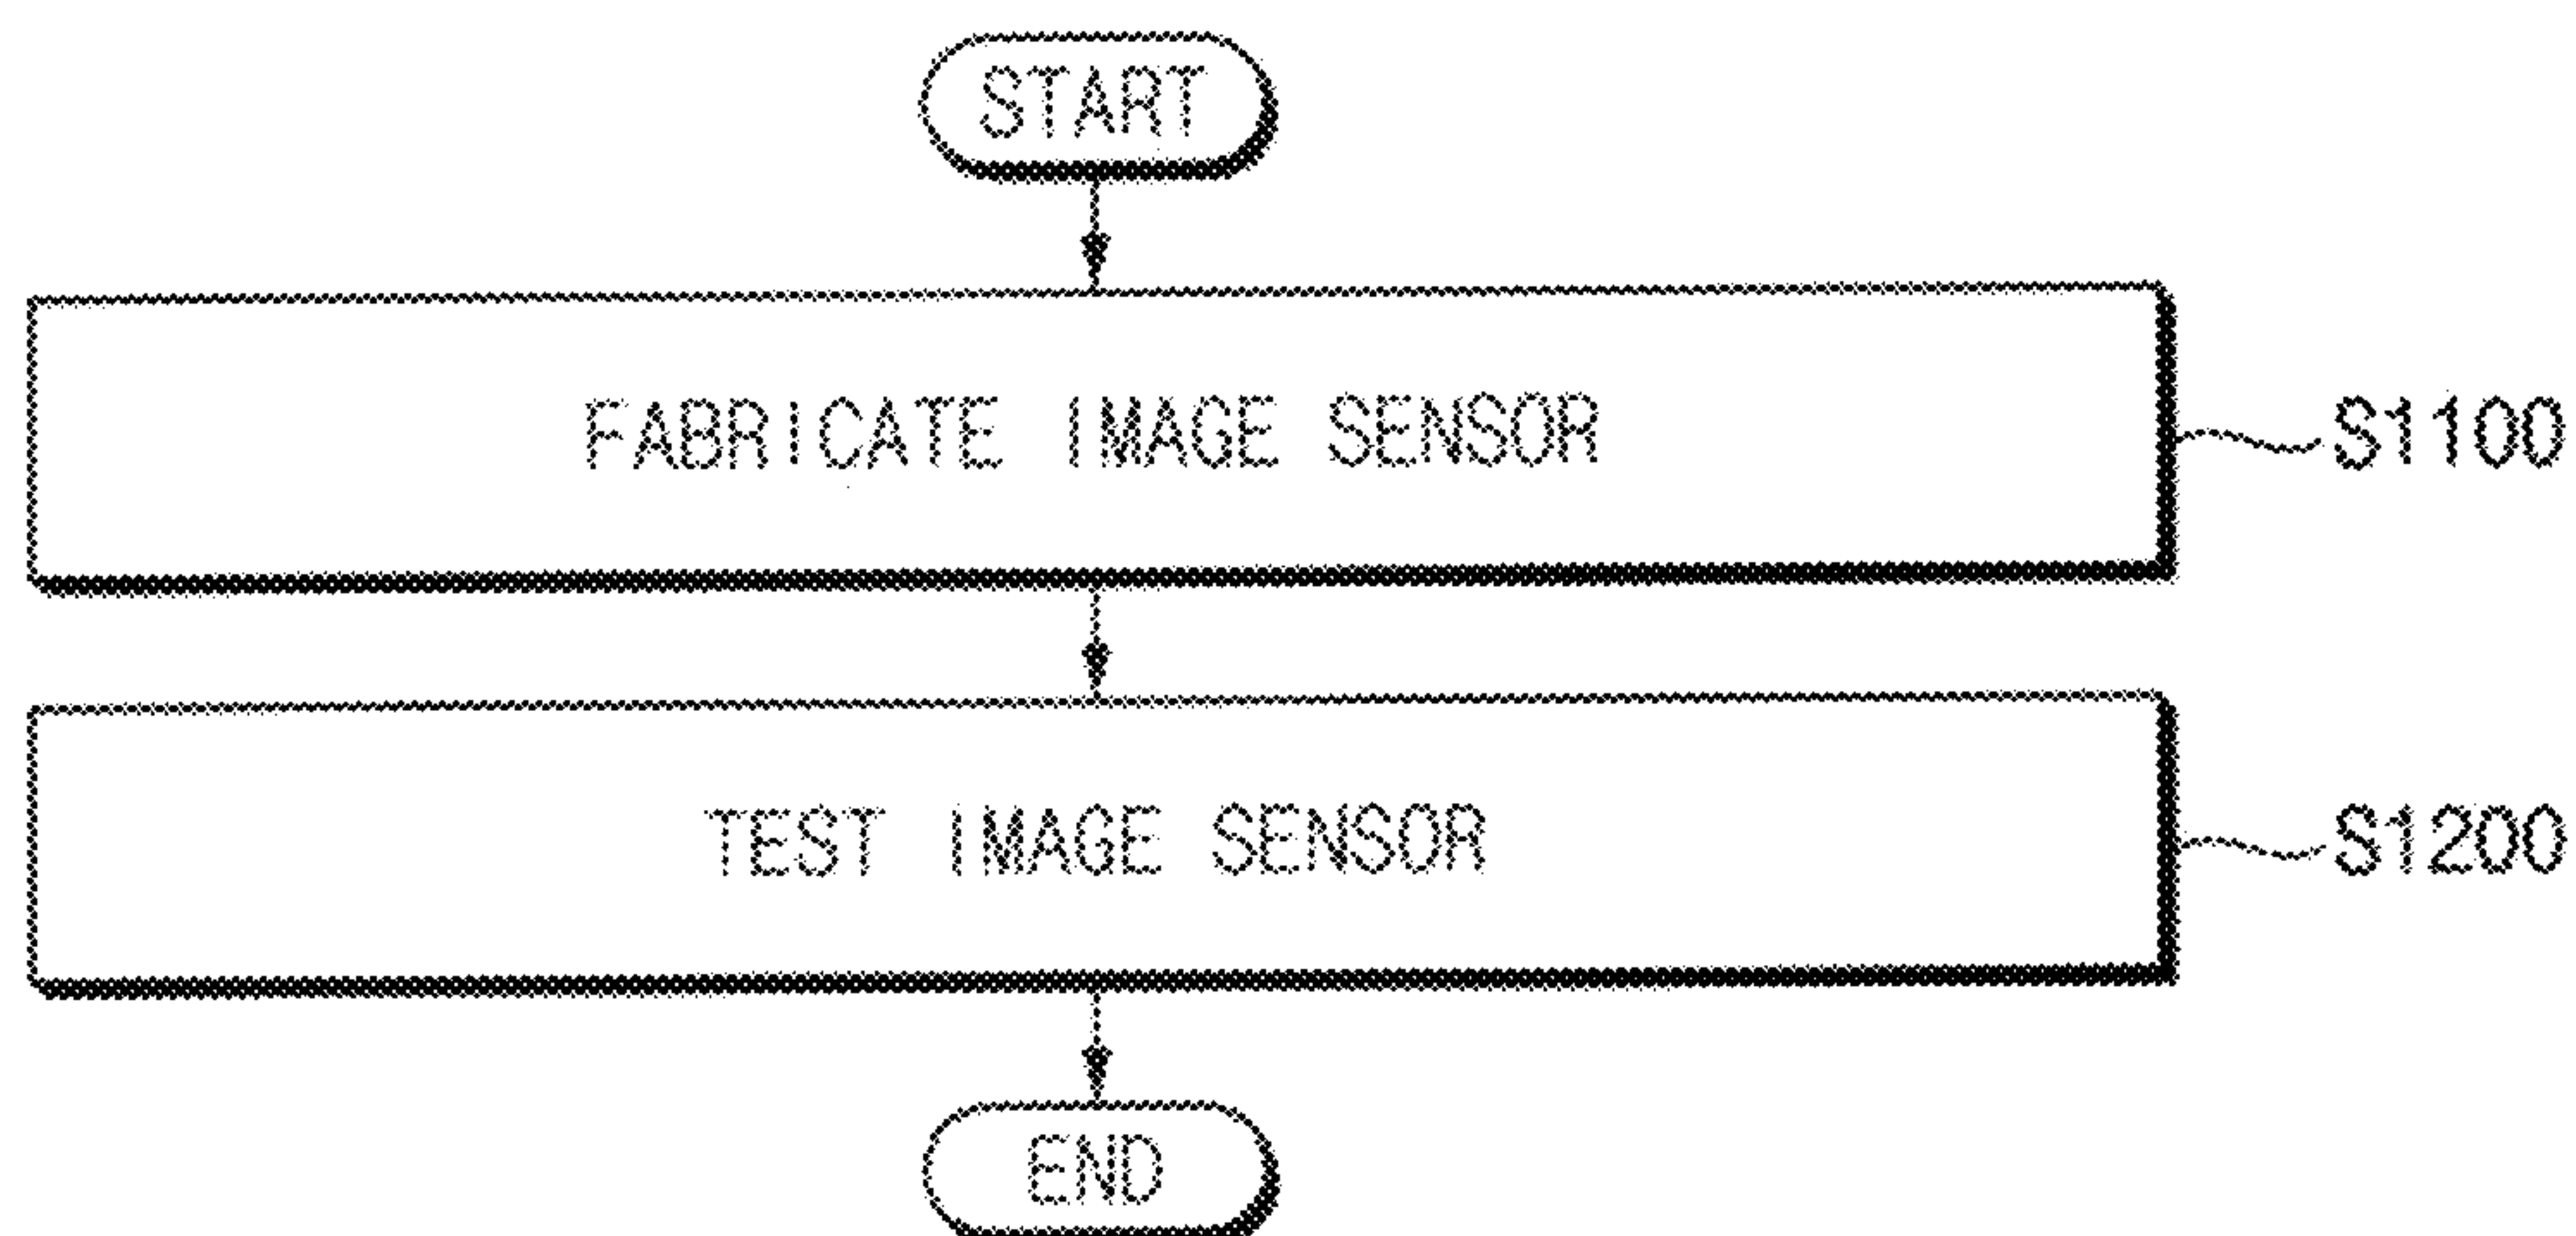 START
FABRICATE IMAGE SENSOR
S1100
TEST IMAGE SENSOR
S1200
END